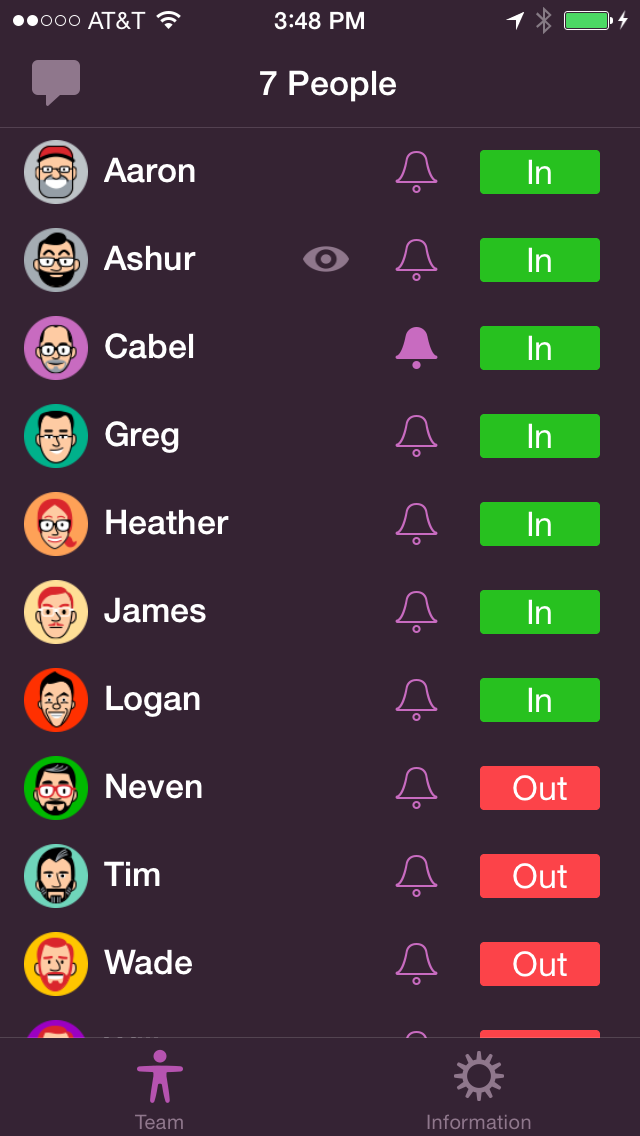 AT&T 3:48 PM
7 People
Aaron In
Ashur In
Cabel In
Greg In
Heather In
James In
Logan In
Neven Out
Tim Out
Wade Out
Team Information